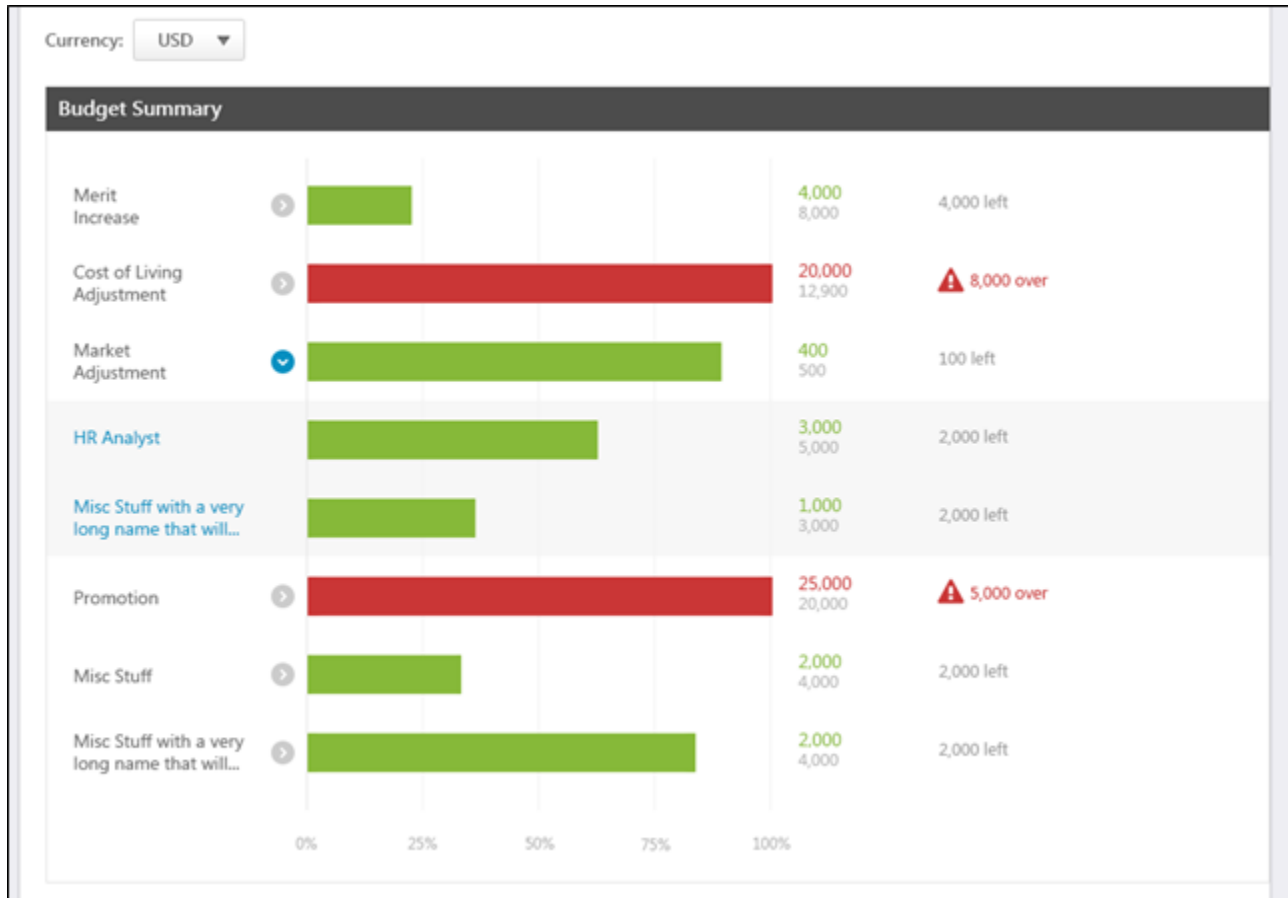 Currency: USD
Budget Summary
Merit
Increase
4,000
8,000
4,000 left
Cost of Living
Adjustment
20,000
12,900
8,000 over
Market
Adjustment
400
500
100 left
HR Analyst
3,000
5,000
2,000 left
Misc Stuff with a very
long name that will...
1,000
3,000
2,000 left
Promotion
25,000
20,000
5,000 over
Misc Stuff
2,000
4,000
2,000 left
Misc Stuff with a very
long name that will...
2,000
4,000
2,000 left
0% 25% 50% 75% 100%